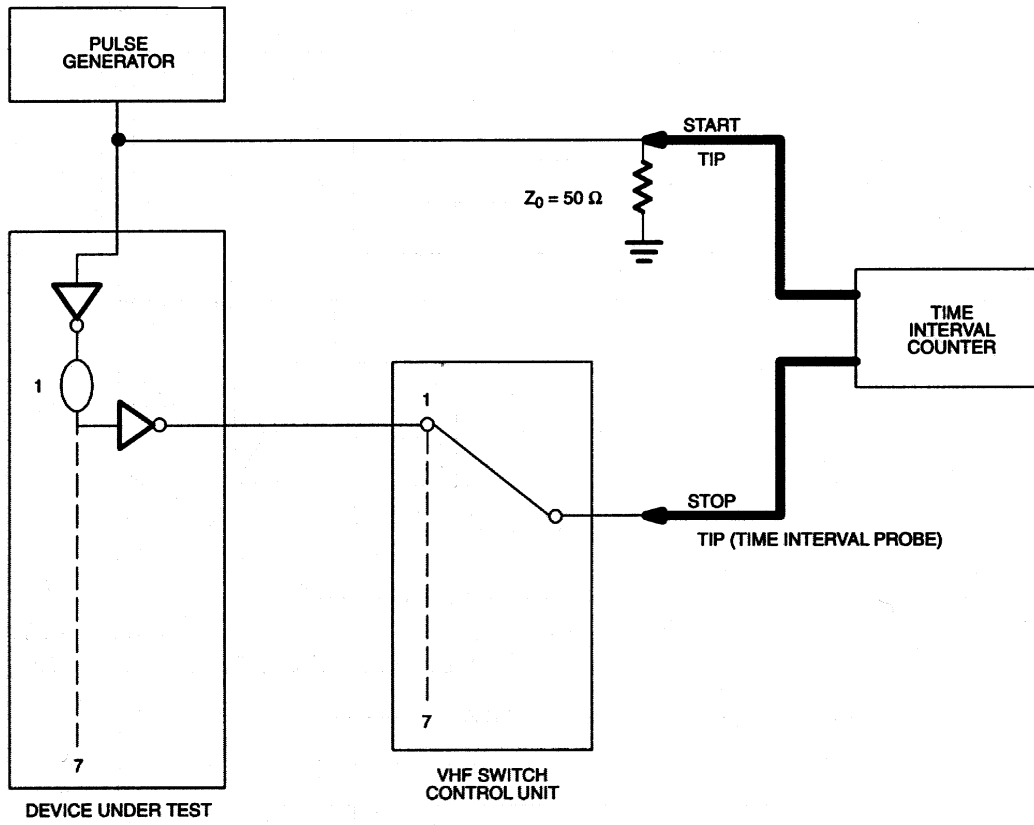 PULSE
GENERATOR
START
TIP
Z0 = 50 Ω
TIME
INTERVAL
COUNTER
1
1
STOP
TIP (TIME INTERVAL PROBE)
7
7
VHF SWITCH
CONTROL UNIT
DEVICE UNDER TEST